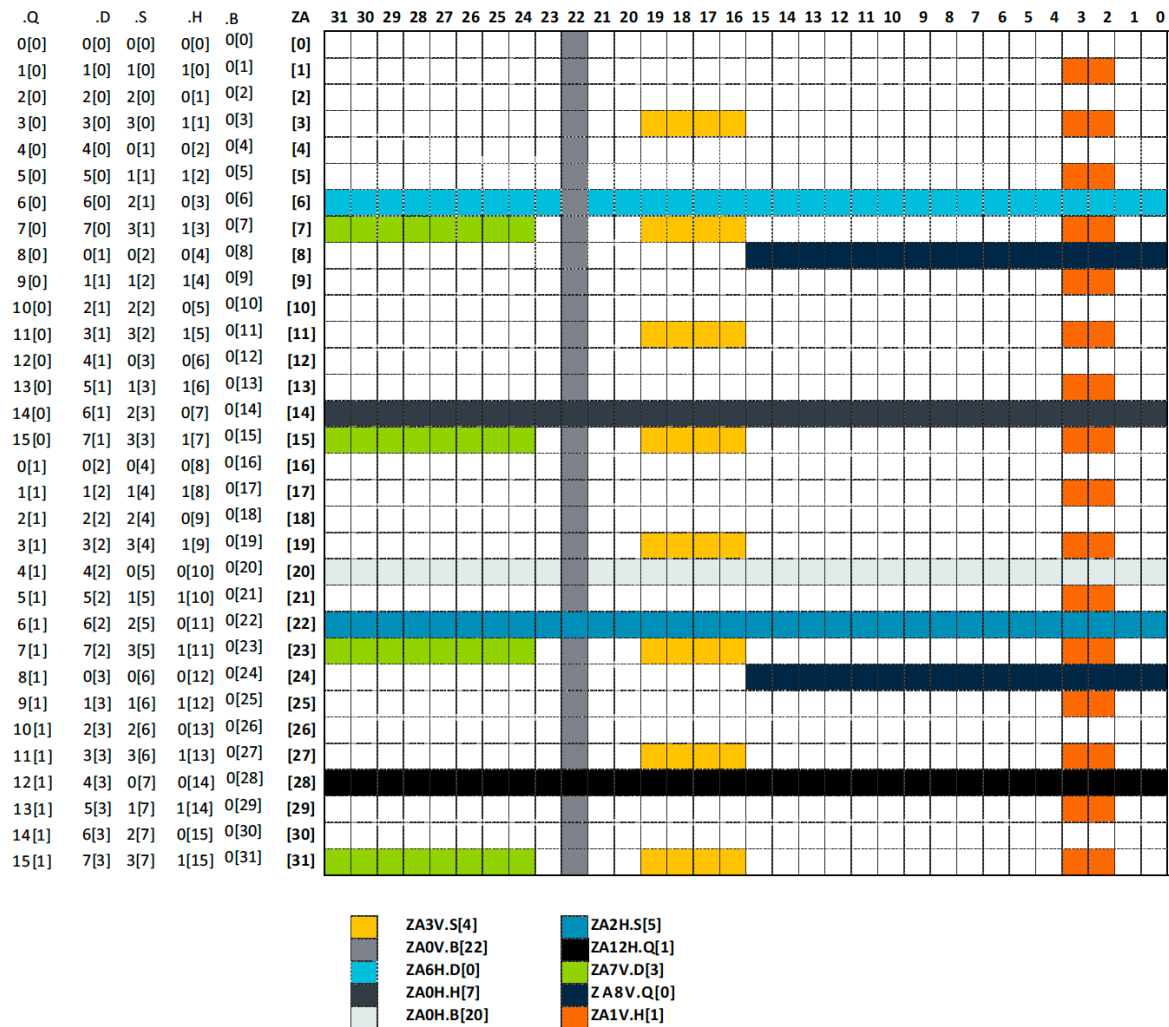 .Q .D .S .H .B ZA 31 30 29 28 27 26 25 24 23 22 21 20 19 18 17 16 15 14 13 12 11 10 9 8 7 6 5 4 3 2 1 0
0[0] 0[0] 0[0] 0[0] 0[0] [0]
1[0] 1[0] 1[0] 1[0] 0[1] [1]
2[0] 2[0] 2[0] 0[1] 0[2] [2]
3[0] 3[0] 3[0] 1[1] 0[3] [3]
4[0] 4[0] 0[1] 0[2] 0[4] [4]
5[0] 5[0] 1[1] 1[2] 0[5] [5]
6[0] 6[0] 2[1] 0[3] 0[6] [6]
7[0] 7[0] 3[1] 1[3] 0[7] [7]
8[0] 0[1] 0[2] 0[4] 0[8] [8]
9[0] 1[1] 1[2] 1[4] 0[9] [9]
10[0] 2[1] 2[2] 0[5] 0[10] [10]
11[0] 3[1] 3[2] 1[5] 0[11] [11]
12[0] 4[1] 0[3] 0[6] 0[12] [12]
13[0] 5[1] 1[3] 1[6] 0[13] [13]
14[0] 6[1] 2[3] 0[7] 0[14] [14]
15[0] 7[1] 3[3] 1[7] 0[15] [15]
0[1] 0[2] 0[4] 0[8] 0[16] [16]
1[1] 1[2] 1[4] 1[8] 0[17] [17]
2[1] 2[2] 2[4] 0[9] 0[18] [18]
3[1] 3[2] 3[4] 1[9] 0[19] [19]
4[1] 4[2] 0[5] 0[10] 0[20] [20]
5[1] 5[2] 1[5] 1[10] 0[21] [21]
6[1] 6[2] 2[5] 0[11] 0[22] [22]
7[1] 7[2] 3[5] 1[11] 0[23] [23]
8[1] 0[3] 0[6] 0[12] 0[24] [24]
9[1] 1[3] 1[6] 1[12] 0[25] [25]
10[1] 2[3] 2[6] 0[13] 0[26] [26]
11[1] 3[3] 3[6] 1[13] 0[27] [27]
12[1] 4[3] 0[7] 0[14] 0[28] [28]
13[1] 5[3] 1[7] 1[14] 0[29] [29]
14[1] 6[3] 2[7] 0[15] 0[30] [30]
15[1] 7[3] 3[7] 1[15] 0[31] [31]
ZA3V.S[4] ZA2H.S[5]
ZA0V.B[22] ZA12H.Q[1]
ZA6H.D[0] ZA7V.D[3]
ZA0H.H[7] Z A8V.Q[0]
ZA0H.B[20] ZA1V.H[1]